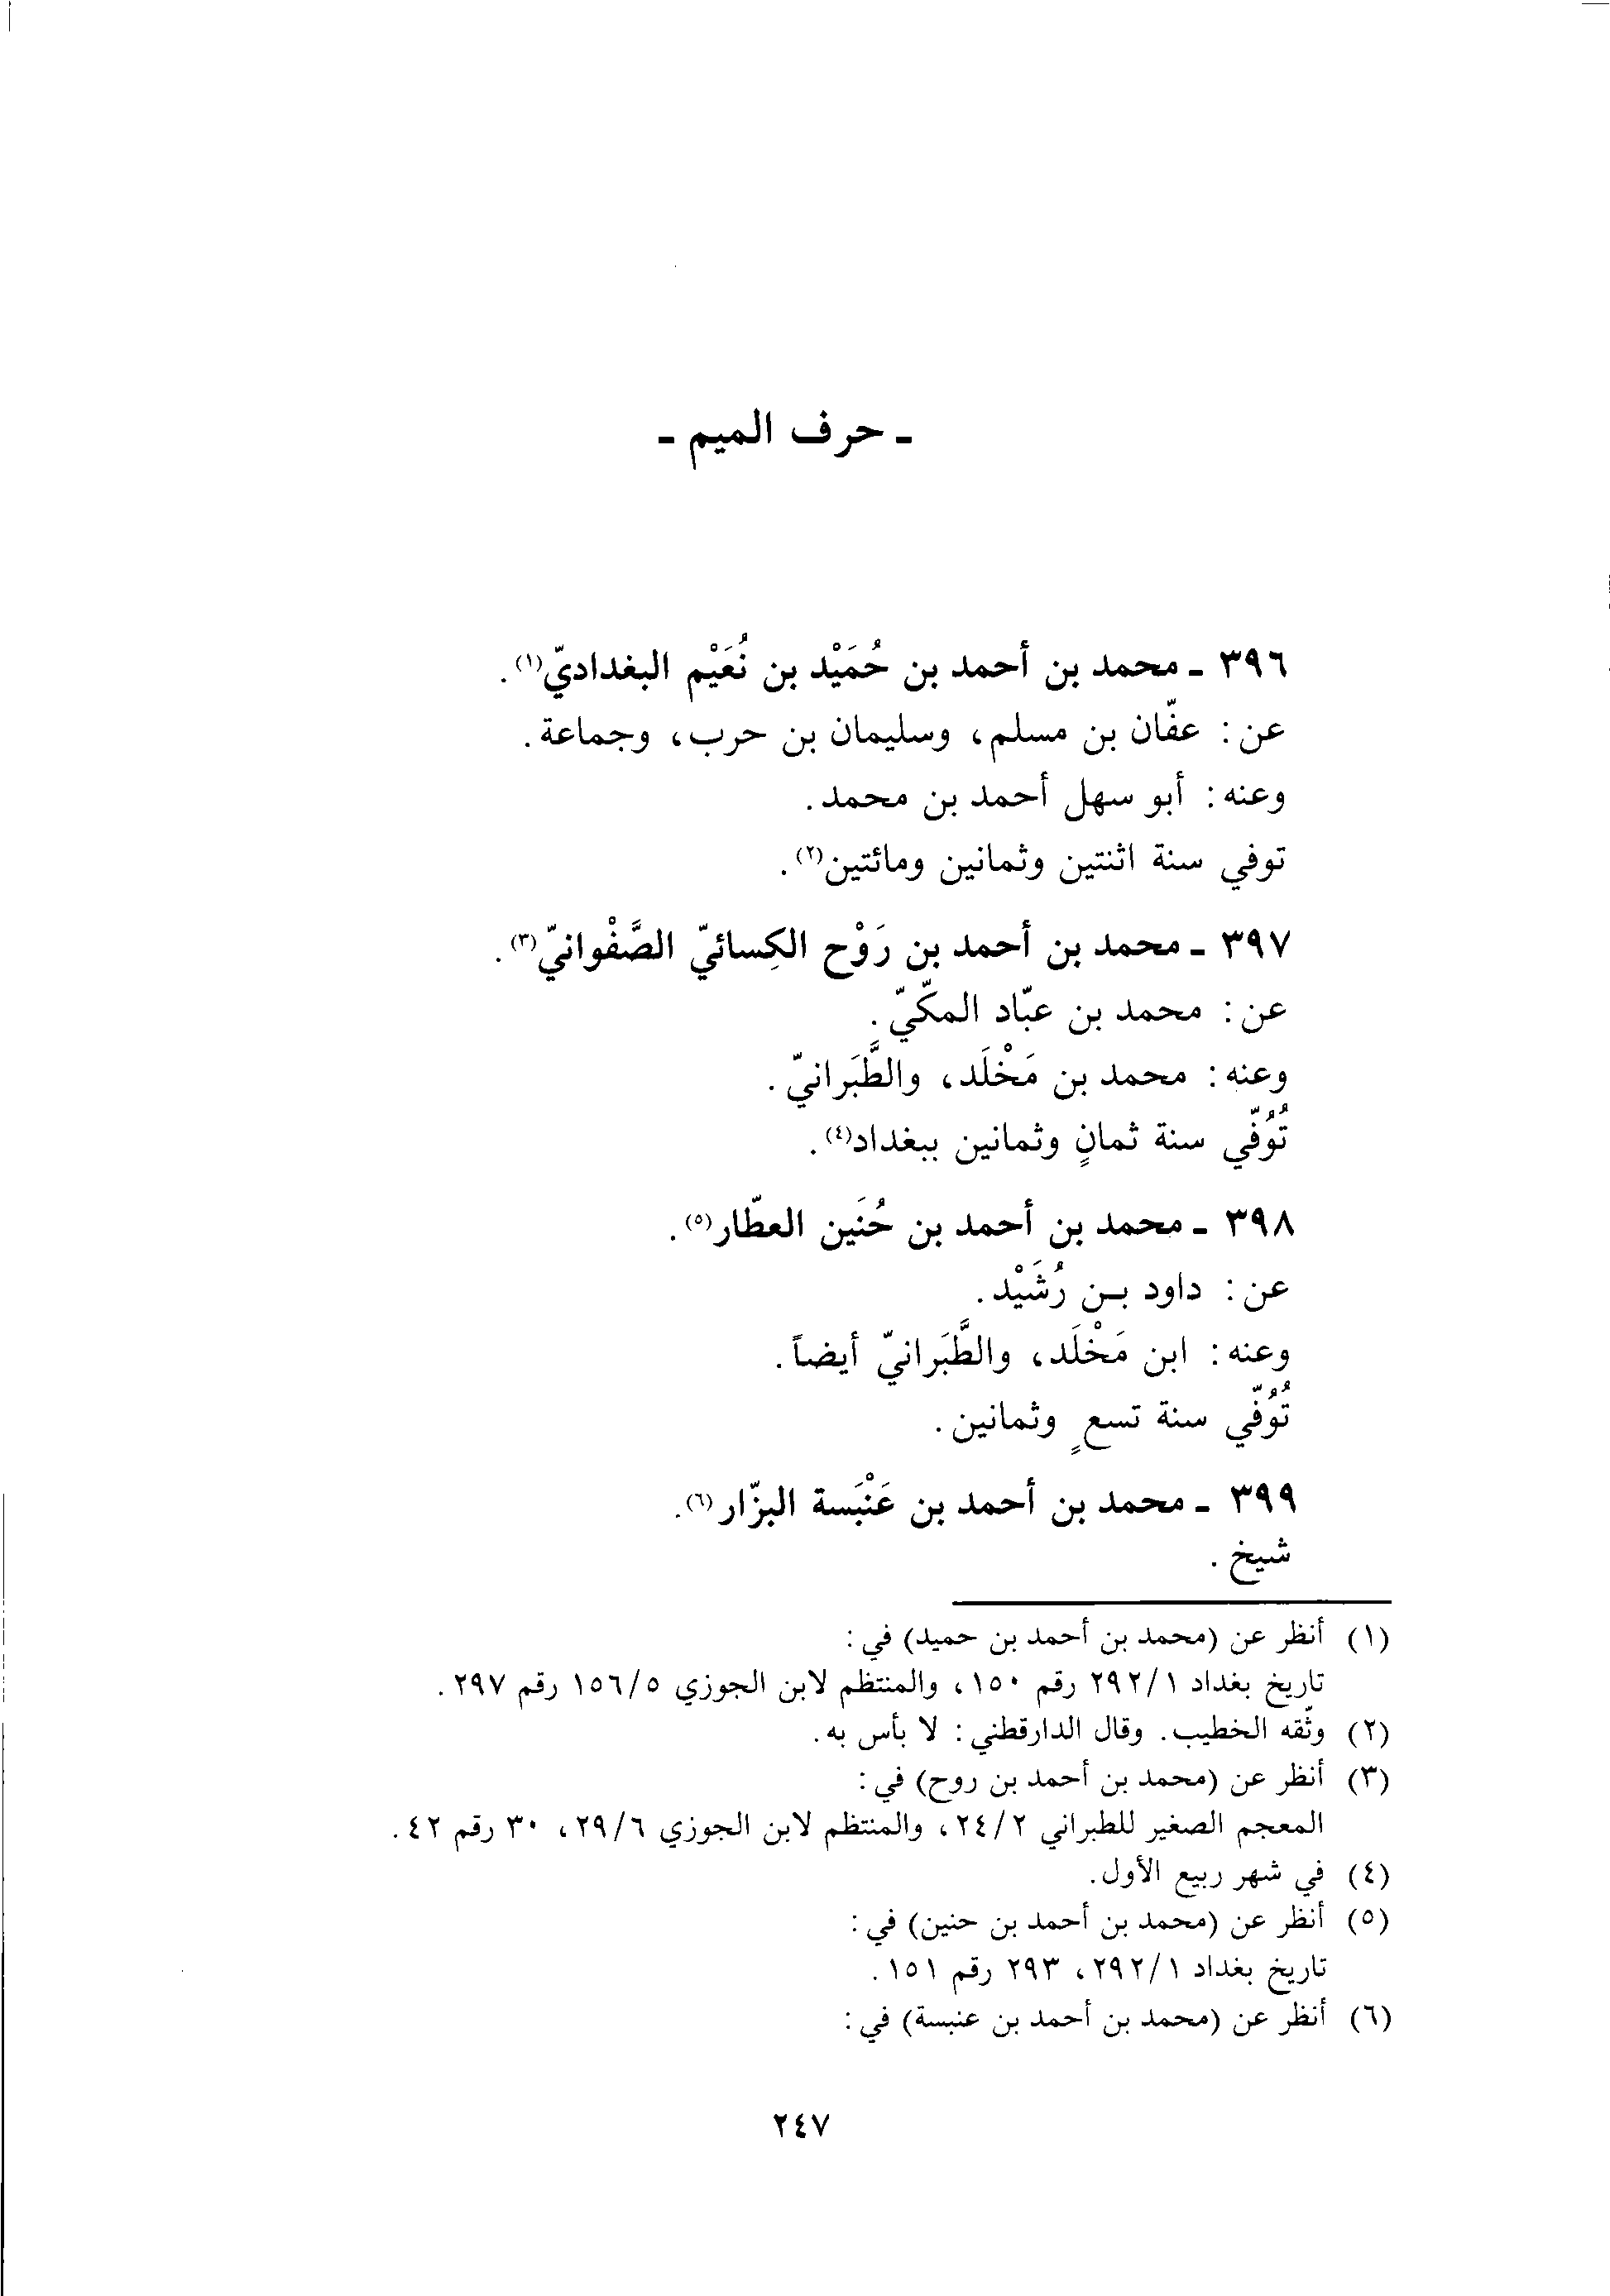 ـ حرف الميم ـ
٣٩٦ ـ محمد بن أحمد بن حُمَيْد بن نُعَيْم البغداديّ(١).
عن: عفّان بن مسلم، وسليمان بن حرب، وجماعة.
وعنه: أبو سهل أحمد بن محمد.
توفي سنة اثنتين وثمانين ومائتين(٢).
٣٩٧ ـ محمد بن أحمد بن رَوْح الكِسائيّ الصَّفْوانيّ(٣).
عن: محمد بن عبّاد المكّيّ.
وعنه: محمد بن مَخْلَد، والطَّبَرانيّ.
تُوُفّي سنة ثمانٍ وثمانين ببغداد(٤).
٣٩٨ ـ محمد بن أحمد بن حُنَين العطّار(٥).
عن: داود بـن رُشَيْد.
وعنه: ابن مَخْلَد، والطَّبَرانيّ أيضاً.
تُوُفّي سنة تسعٍ وثمانين.
٣٩٩ ـ محمد بن أحمد بن عَنْبَسة البزّار(٦).
شيخ.
(١) أنظر عن (محمد بن أحمد بن حميد) في:
تاريخ بغداد ٢٩٢/١ رقم ١٥٠، والمنتظم لابن الجوزي ١٥٦/٥ رقم ٢٩٧.
(٢) وثّقه الخطيب. وقال الدارقطني: لا بأس به.
(٣) أنظر عن (محمد بن أحمد بن روح) في:
المعجم الصغير للطبراني ٢٤/٢، والمنتظم لابن الجوزي ٢٩/٦، ٣٠ رقم ٤٢.
(٤) في شهر ربيع الأول.
(٥) أنظر عن (محمد بن أحمد بن حنين) في:
تاريخ بغداد ٢٩٢/١، ٢٩٣ رقم ١٥١.
(٦) أنظر عن (محمد بن أحمد بن عنبسة) في:
٢٤٧